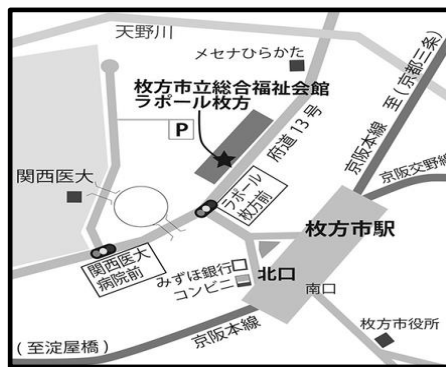 天野川
メセナひらかた
枚方市立総合福祉会館
ラポール枚方
P
府道13号
京阪本線 至(京都三条)
京阪交野線
関西医大
ラポール
枚方前
枚方市駅
関西医大
病院前
みずほ銀行
コンビニ
北口
南口
枚方市役所
京阪本線
(至淀屋橋)